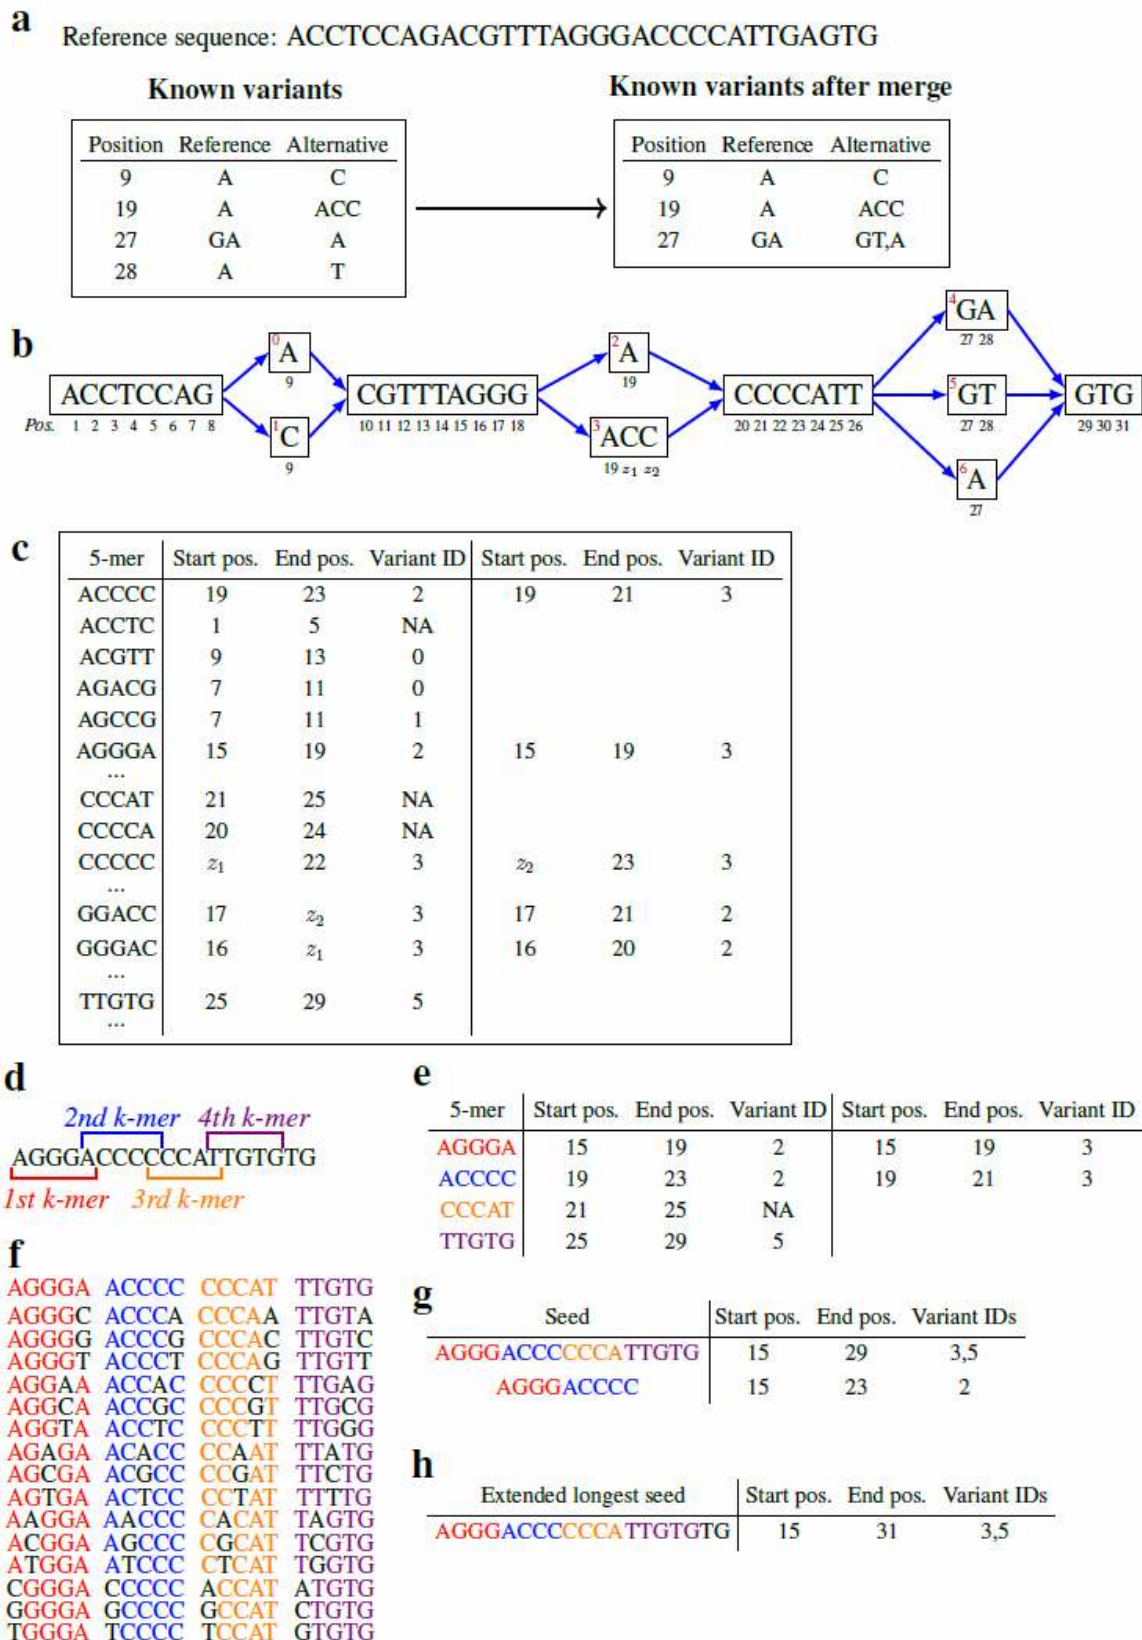 a
Reference sequence: ACCTCCAGACGTTTAGGGACCCCATTGAGTG
Known variants
Position Reference Alternative
9 A C
19 A ACC
27 GA A
28 A T
Known variants after merge
Position Reference Alternative
9 A C
19 A ACC
27 GA GT,A
b
ACCTCCAG
Pos. 1 2 3 4 5 6 7 8
0 A
9
1 C
9
CGTTTAGGG
10 11 12 13 14 15 16 17 18
2 A
19
3 ACC
19 z1 z2
CCCCATT
20 21 22 23 24 25 26
4 GA
27 28
5 GT
27 28
6 A
27
GTG
29 30 31
c
5-mer Start pos. End pos. Variant ID Start pos. End pos. Variant ID
ACCCC 19 23 2 19 21 3
ACCTC 1 5 NA
ACGTT 9 13 0
AGACG 7 11 0
AGCCG 7 11 1
AGGGA 15 19 2 15 19 3
...
CCCAT 21 25 NA
CCCCA 20 24 NA
CCCCC z1 22 3 z2 23 3
...
GGACC 17 z2 3 17 21 2
GGGAC 16 z1 3 16 20 2
...
TTGTG 25 29 5
...
d
2nd k-mer 4th k-mer
AGGGACCCCCCCATTGTGTG
1st k-mer 3rd k-mer
e
5-mer Start pos. End pos. Variant ID Start pos. End pos. Variant ID
AGGGA 15 19 2 15 19 3
ACCCC 19 23 2 19 21 3
CCCAT 21 25 NA
TTGTG 25 29 5
f
AGGGA ACCCC CCCAT TTGTG
AGGGC ACCCA CCCAA TTGTA
AGGGG ACCCG CCCAC TTGTC
AGGGT ACCCT CCCAG TTGTT
AGGAA ACCAC CCCCT TTGAG
AGGCA ACCGC CCCGT TTGCG
AGGTA ACCTC CCCTT TTGGG
AGAGA ACACC CCAAT TTATG
AGCGA ACGCC CCGAT TTCTG
AGTGA ACTCC CCTAT TTTTG
AAGGA AACCC CACAT TAGTG
ACGGA AGCCC CGCAT TCGTG
ATGGA ATCCC CTCAT TGGTG
CGGGA CCCCC ACCAT ATGTG
GGGGA GCCCC GCCAT CTGTG
TGGGA TCCCC TCCAT GTGTG
g
Seed Start pos. End pos. Variant IDs
AGGGACCCCCCCATTGTG 15 29 3,5
AGGGACCCC 15 23 2
h
Extended longest seed Start pos. End pos. Variant IDs
AGGGACCCCCCCATTGTGTG 15 31 3,5